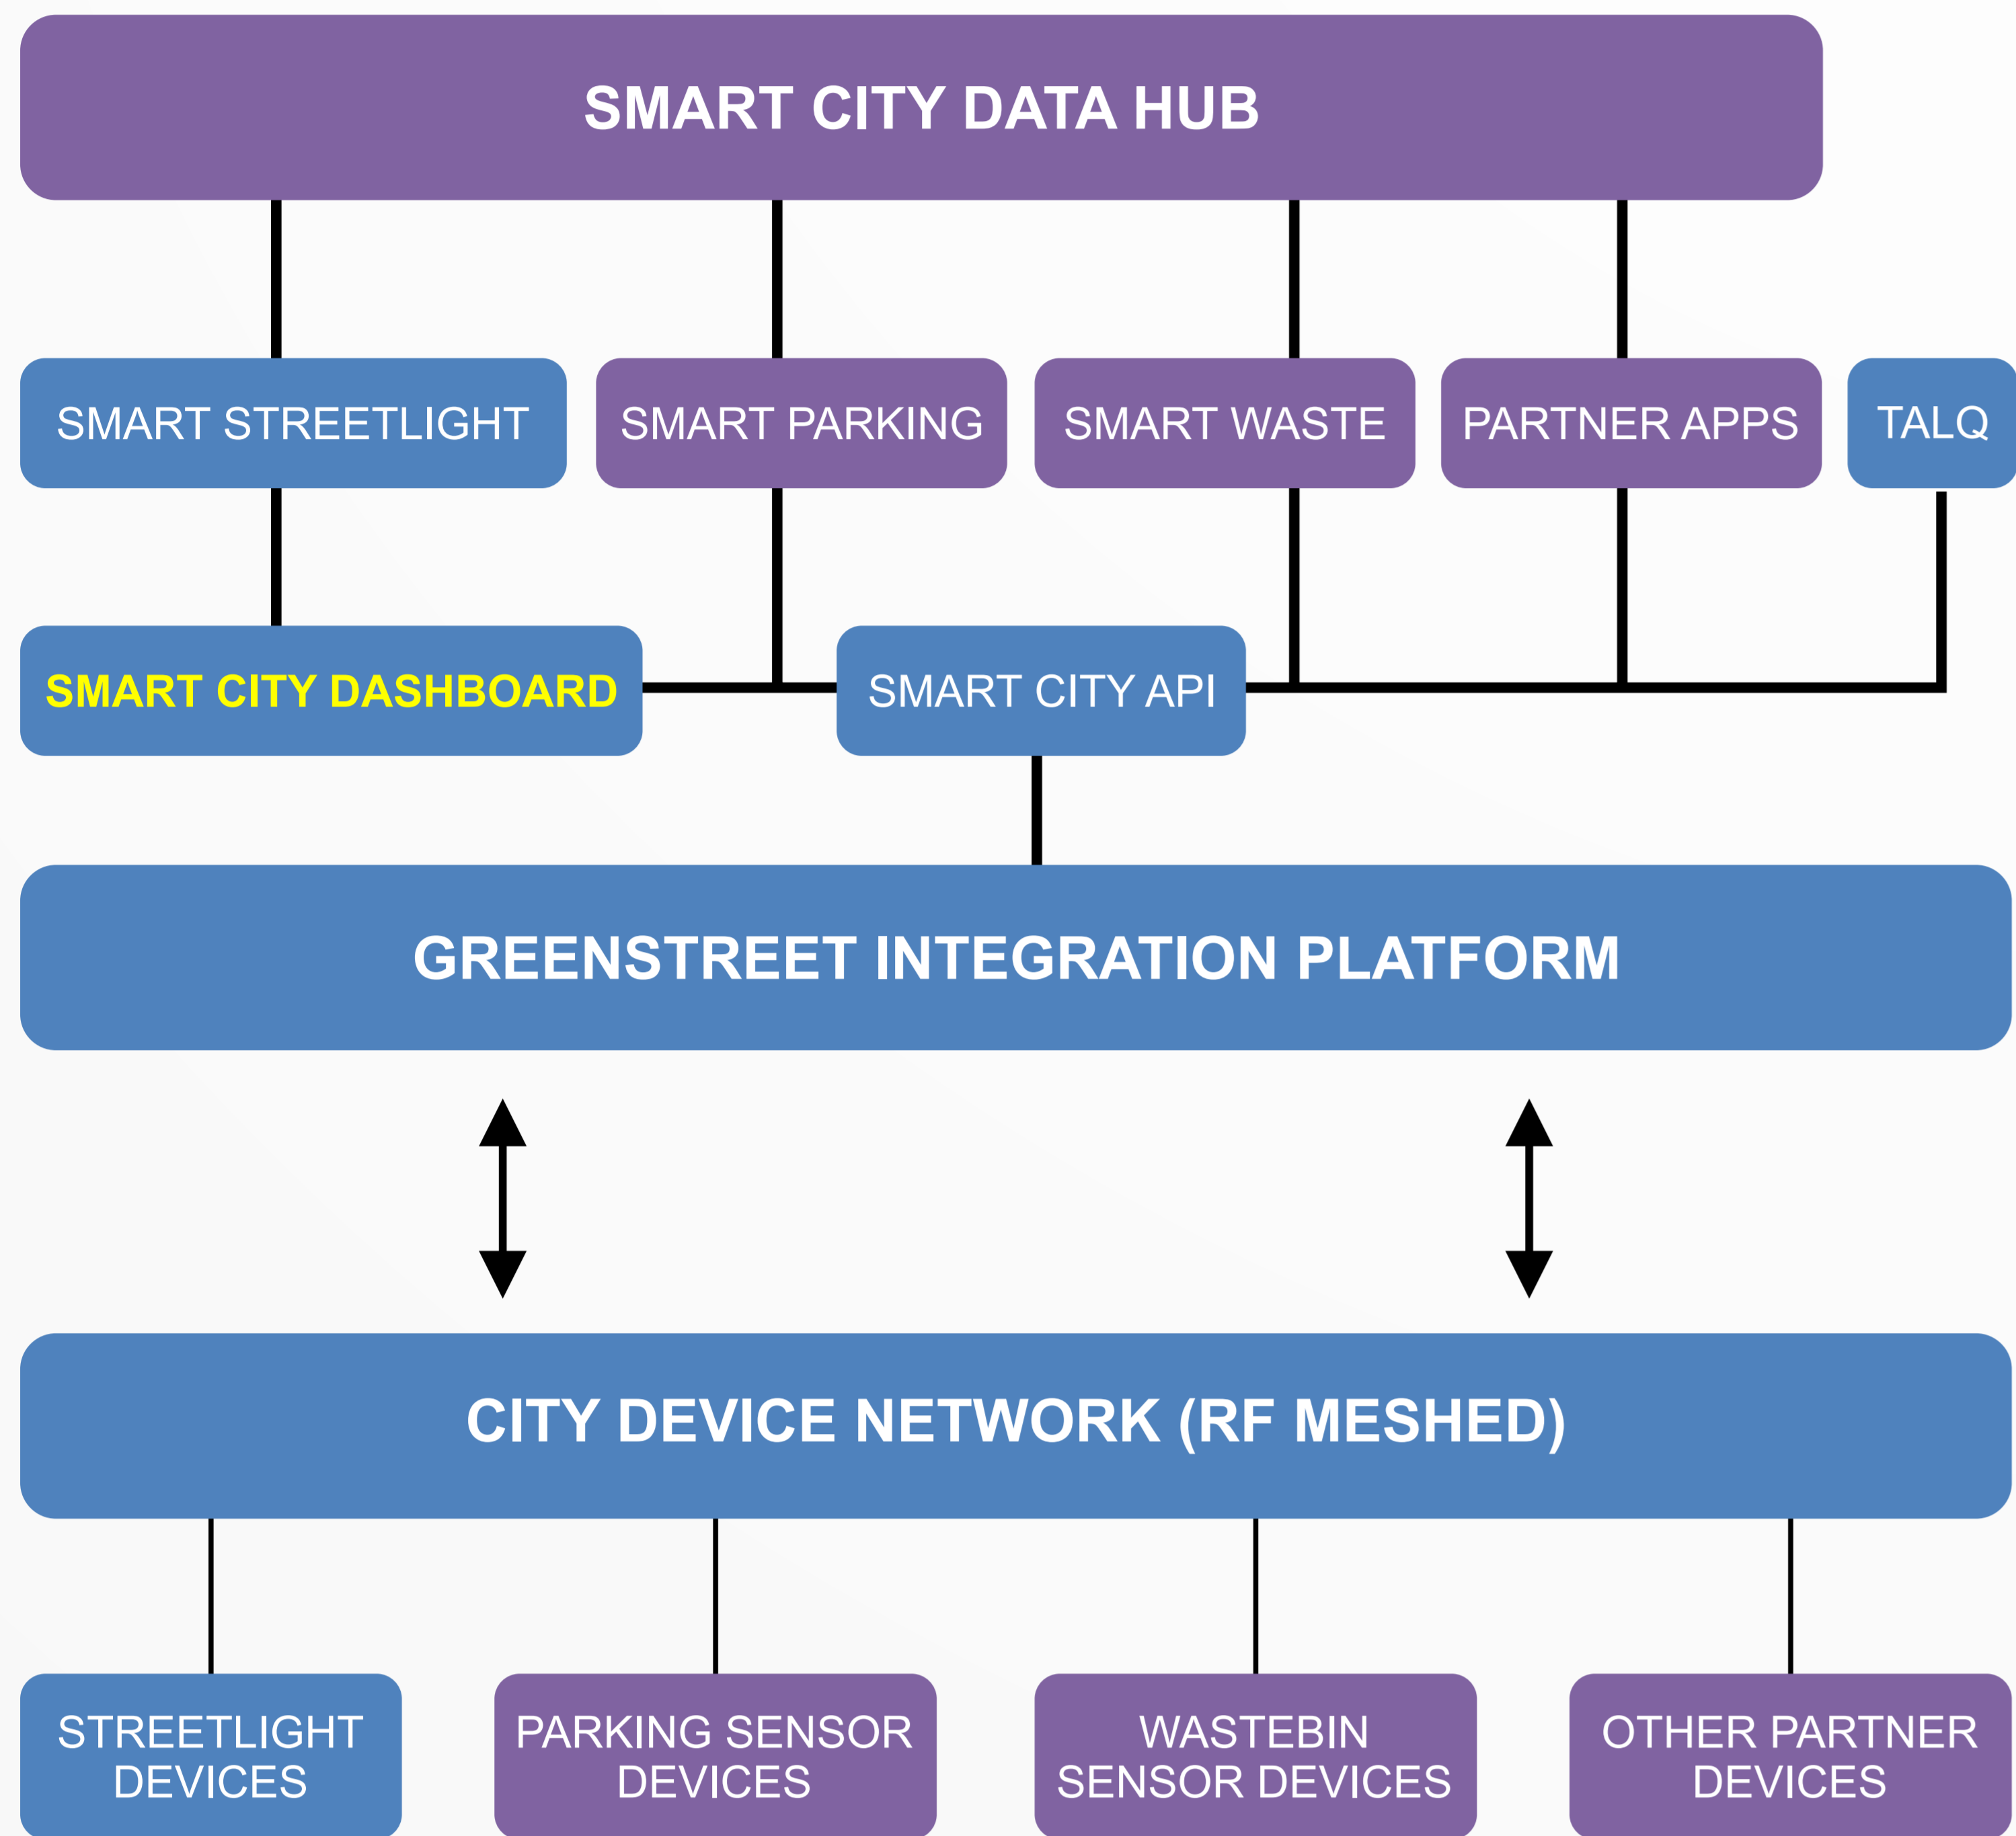 SMART CITY DATA HUB
SMART STREETLIGHT
SMART PARKING
SMART WASTE
PARTNER APPS
TALQ
SMART CITY DASHBOARD
SMART CITY API
GREENSTREET INTEGRATION PLATFORM
CITY DEVICE NETWORK (RF MESHED)
STREETLIGHT
DEVICES
PARKING SENSOR
DEVICES
WASTEBIN
SENSOR DEVICES
OTHER PARTNER
DEVICES